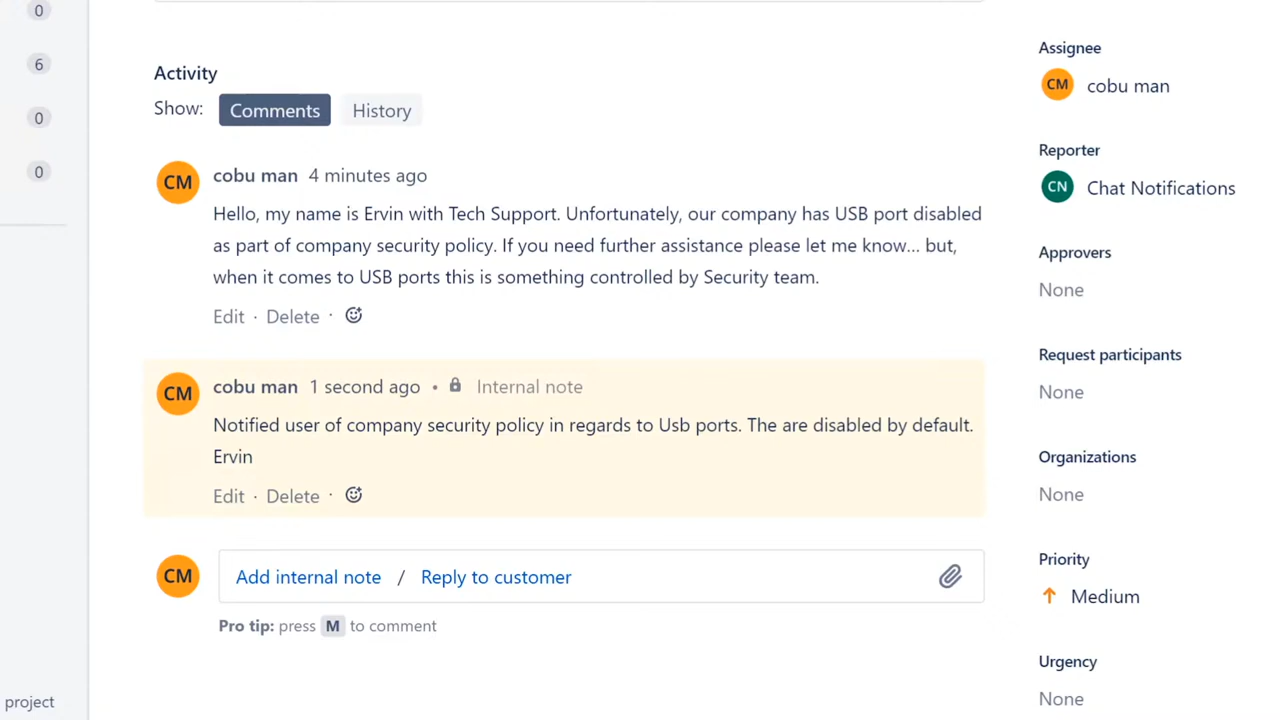 0
6
0
0
project
Activity
Show: Comments History
CM cobu man 4 minutes ago
Hello, my name is Ervin with Tech Support. Unfortunately, our company has USB port disabled
as part of company security policy. If you need further assistance please let me know... but,
when it comes to USB ports this is something controlled by Security team.
Edit · Delete ·
CM cobu man 1 second ago • Internal note
Notified user of company security policy in regards to Usb ports. The are disabled by default.
Ervin
Edit · Delete ·
CM Add internal note / Reply to customer
Pro tip: press M to comment
Assignee
CM cobu man
Reporter
CN Chat Notifications
Approvers
None
Request participants
None
Organizations
None
Priority
Medium
Urgency
None